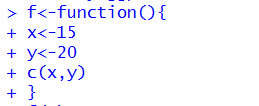 > f<-function(){
+ x<-15
+ y<-20
+ c(x,y)
+ }